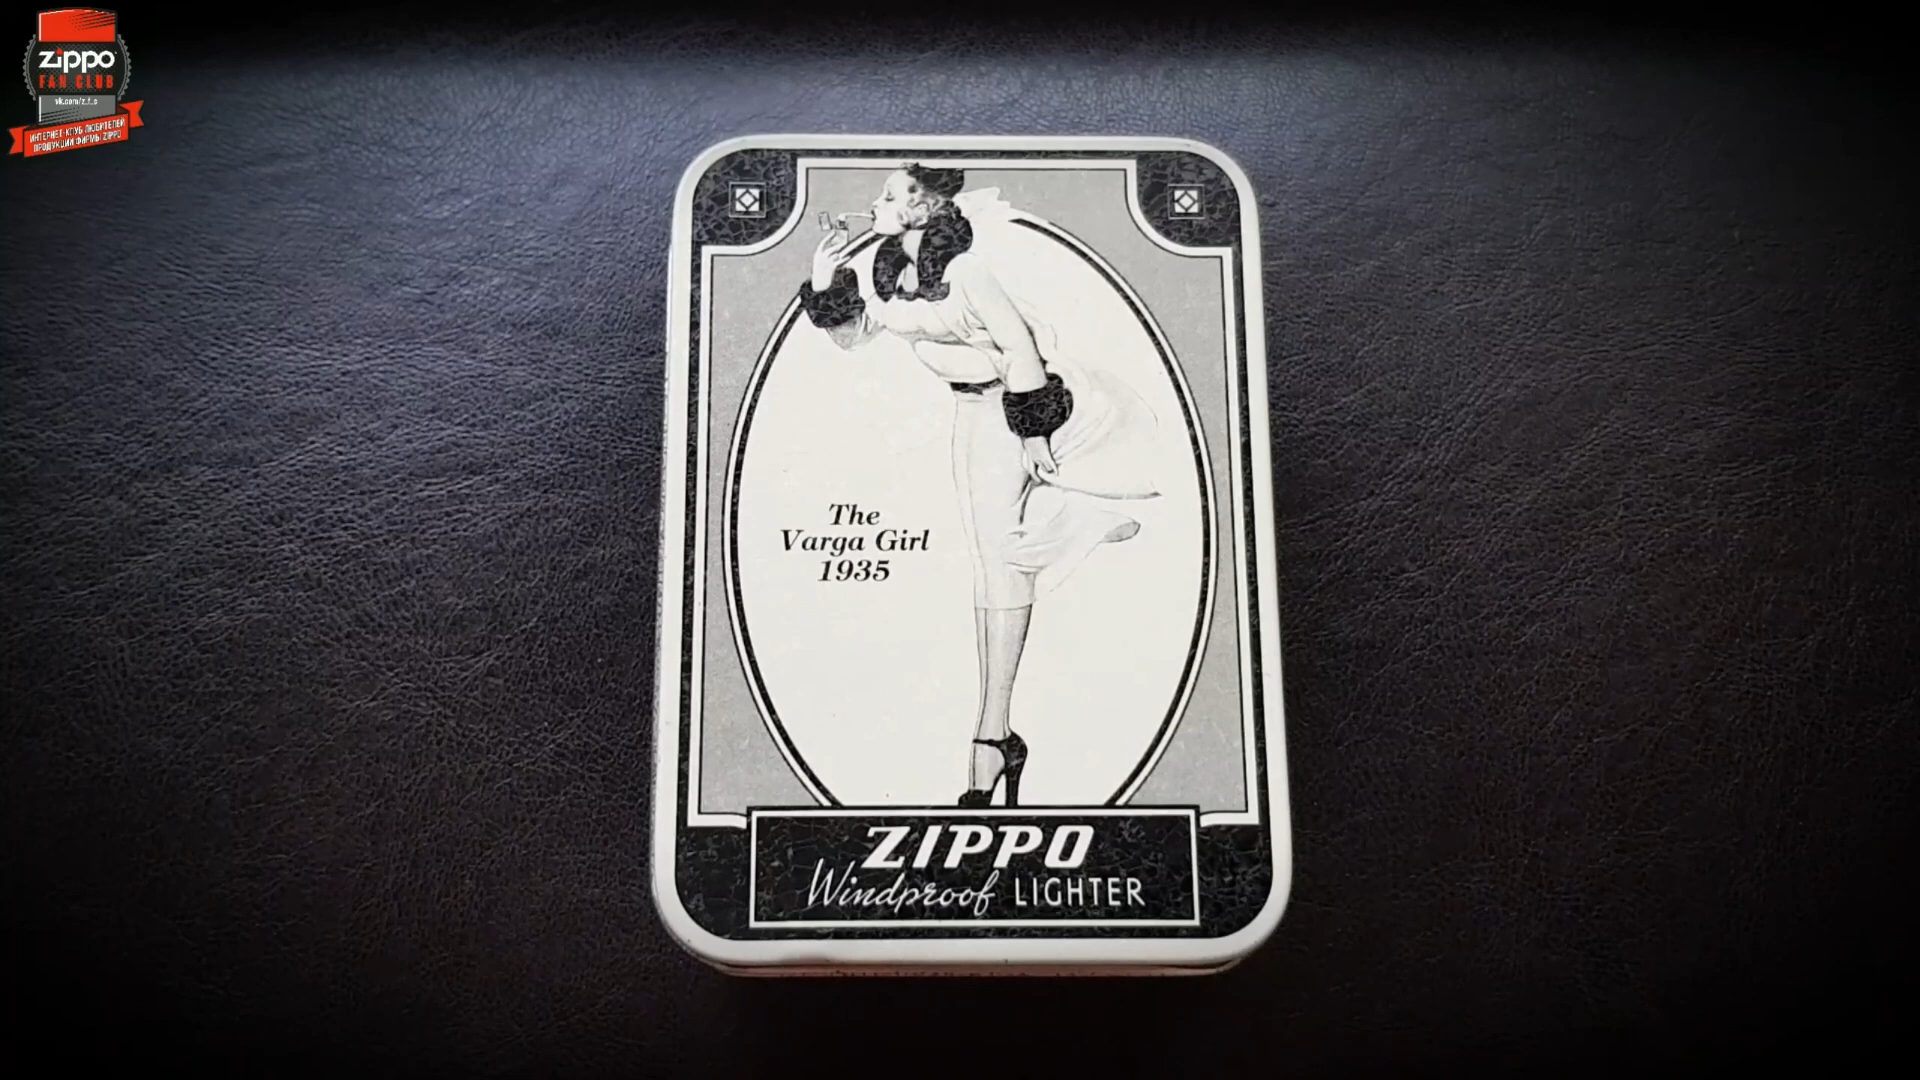 zippo
FAN CLUB
vk.com/z_f_c
ИНТЕРНЕТ-КЛУБ ЛЮБИТЕЛЕЙ
ПРОДУКЦИИ ФИРМЫ ZIPPO
The
Varga Girl
1935
ZIPPO
Windproof LIGHTER